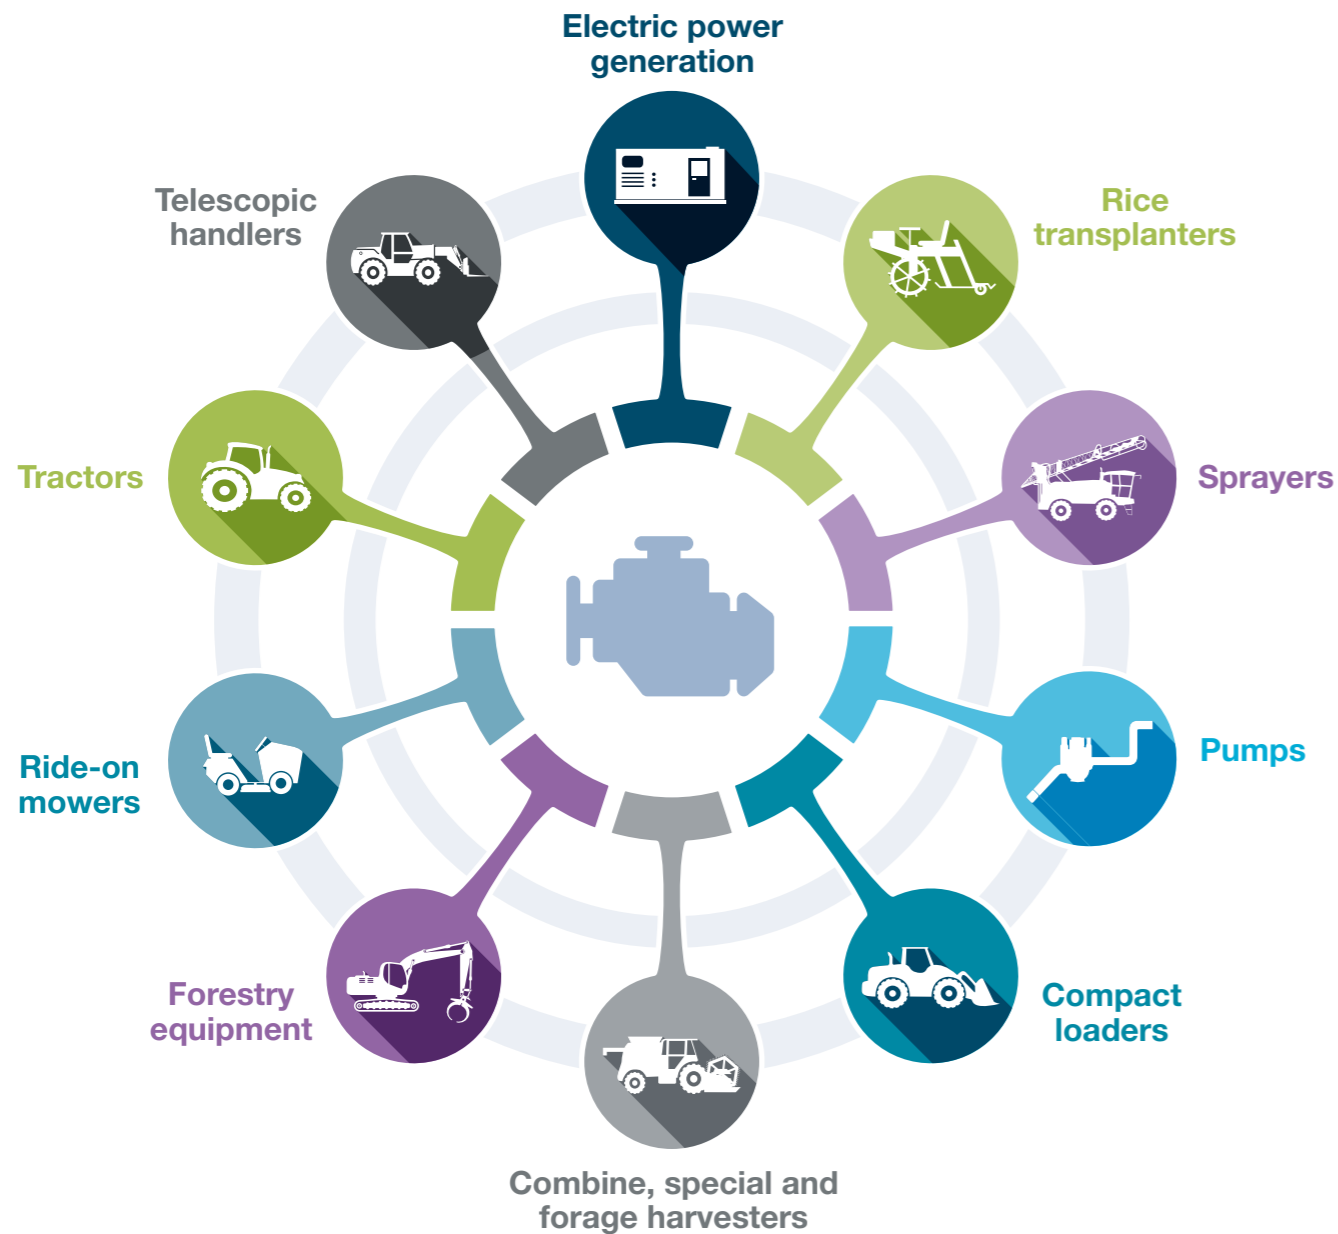 Electric power
generation
Rice
transplanters
Sprayers
Pumps
Compact
loaders
Combine, special and
forage harvesters
Forestry
equipment
Ride-on
mowers
Tractors
Telescopic
handlers